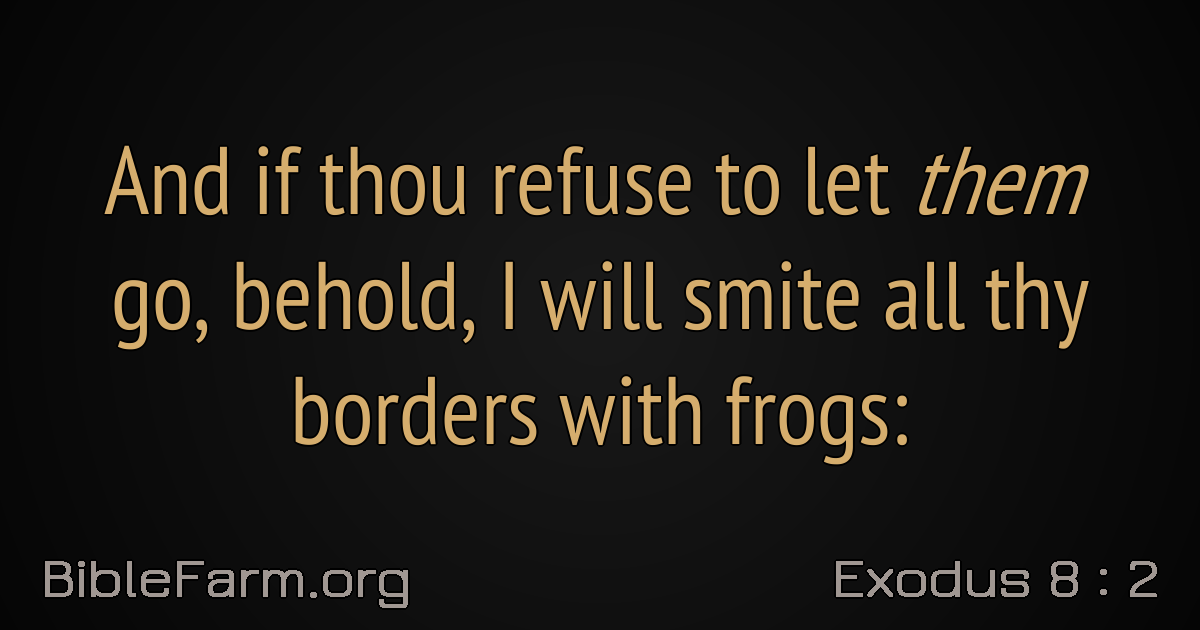 And if thou refuse to let them
go, behold, I will smite all thy
borders with frogs:
BibleFarm.org
Exodus 8 : 2